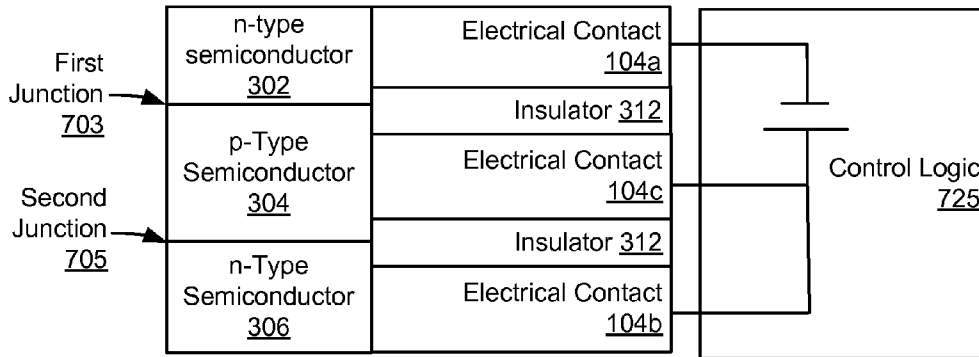 n-type
semiconductor
302
Electrical Contact
104a
First
Junction
703
Insulator 312
p-Type
Semiconductor
304
Electrical Contact
104c
Control Logic
725
Second
Junction
705
Insulator 312
n-Type
Semiconductor
306
Electrical Contact
104b